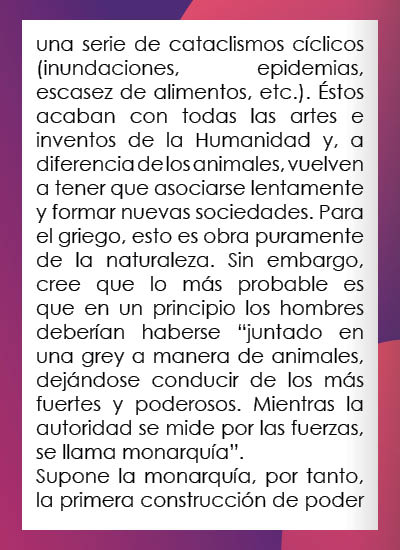 una serie de cataclismos cíclicos
(inundaciones, epidemias,
escasez de alimentos, etc.). Éstos
acaban con todas las artes e
inventos de la Humanidad y, a
diferencia de los animales, vuelven
a tener que asociarse lentamente
y formar nuevas sociedades. Para
el griego, esto es obra puramente
de la naturaleza. Sin embargo,
cree que lo más probable es
que en un principio los hombres
deberían haberse “juntado en
una grey a manera de animales,
dejándose conducir de los más
fuertes y poderosos. Mientras la
autoridad se mide por las fuerzas,
se llama monarquía”.
Supone la monarquía, por tanto,
la primera construcción de poder